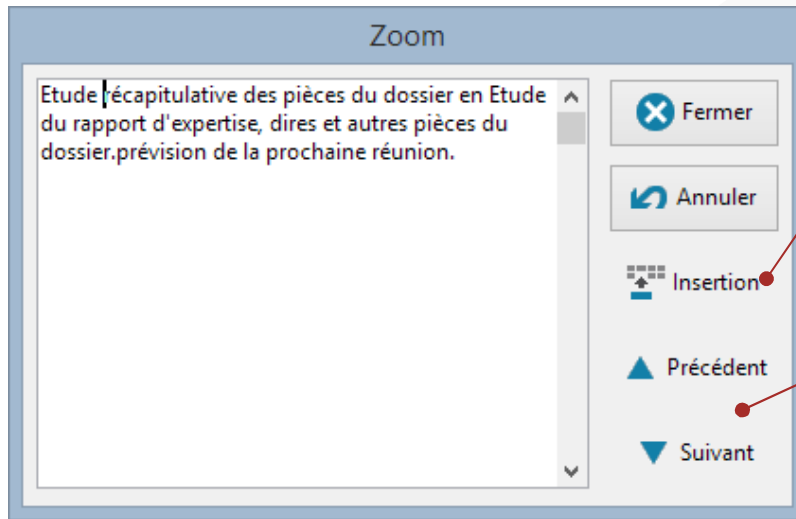 Zoom
Etude récapitulative des pièces du dossier en Etude
du rapport d'expertise, dires et autres pièces du
dossier.prévision de la prochaine réunion.
Fermer
Annuler
Insertion
Précédent
Suivant